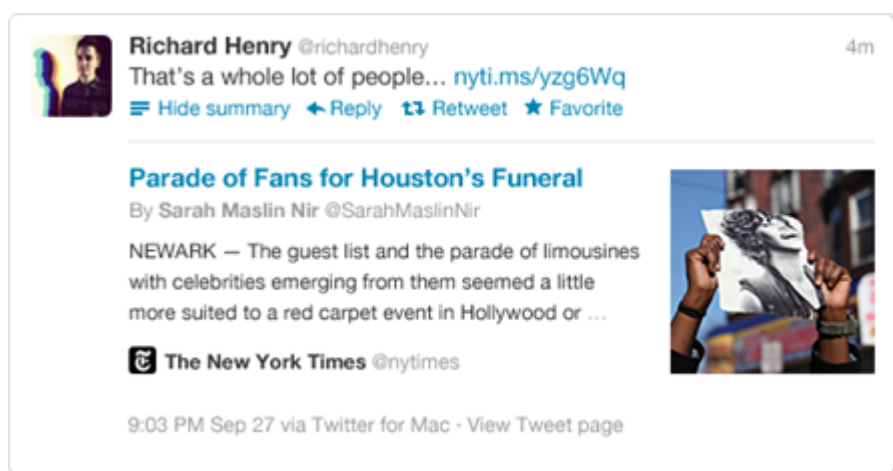 Richard Henry @richardhenry 4m
That's a whole lot of people... nyti.ms/yzg6Wq
Hide summary Reply Retweet Favorite
Parade of Fans for Houston's Funeral
By Sarah Maslin Nir @SarahMaslinNir
NEWARK — The guest list and the parade of limousines
with celebrities emerging from them seemed a little
more suited to a red carpet event in Hollywood or ...
The New York Times @nytimes
9:03 PM Sep 27 via Twitter for Mac · View Tweet page